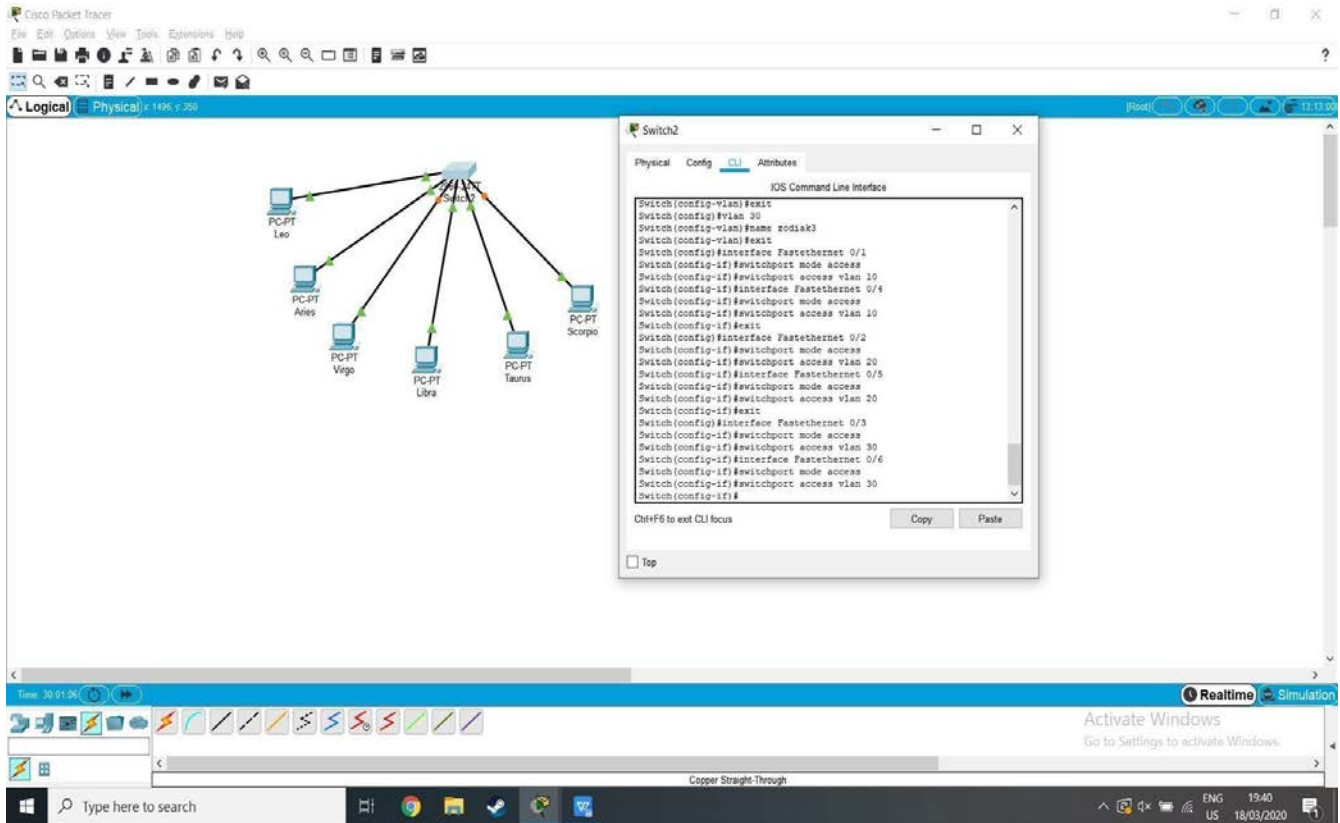 Cisco Packet Tracer
File Edit Options View Tools Extensions Help
?
Logical Physical x: 1496, y: 350
[Root] 13:13:00
2960-24TT
Switch2
PC-PT
Leo
PC-PT
Aries
PC-PT
Virgo
PC-PT
Libra
PC-PT
Taurus
PC-PT
Scorpio
Switch2
Physical Config CLI Attributes
IOS Command Line Interface
Switch(config-vlan)#exit
Switch(config)#vlan 30
Switch(config-vlan)#name zodiak3
Switch(config-vlan)#exit
Switch(config)#interface Fastethernet 0/1
Switch(config-if)#switchport mode access
Switch(config-if)#switchport access vlan 10
Switch(config-if)#interface Fastethernet 0/4
Switch(config-if)#switchport mode access
Switch(config-if)#switchport access vlan 10
Switch(config-if)#exit
Switch(config)#interface Fastethernet 0/2
Switch(config-if)#switchport mode access
Switch(config-if)#switchport access vlan 20
Switch(config-if)#interface Fastethernet 0/5
Switch(config-if)#switchport mode access
Switch(config-if)#switchport access vlan 20
Switch(config-if)#exit
Switch(config)#interface Fastethernet 0/3
Switch(config-if)#switchport mode access
Switch(config-if)#switchport access vlan 30
Switch(config-if)#interface Fastethernet 0/6
Switch(config-if)#switchport mode access
Switch(config-if)#switchport access vlan 30
Switch(config-if)#
Ctrl+F6 to exit CLI focus
Copy Paste
Top
Time: 30:01:06
Realtime Simulation
Activate Windows
Go to Settings to activate Windows.
Copper Straight-Through
Type here to search
ENG 19:40
US 18/03/2020